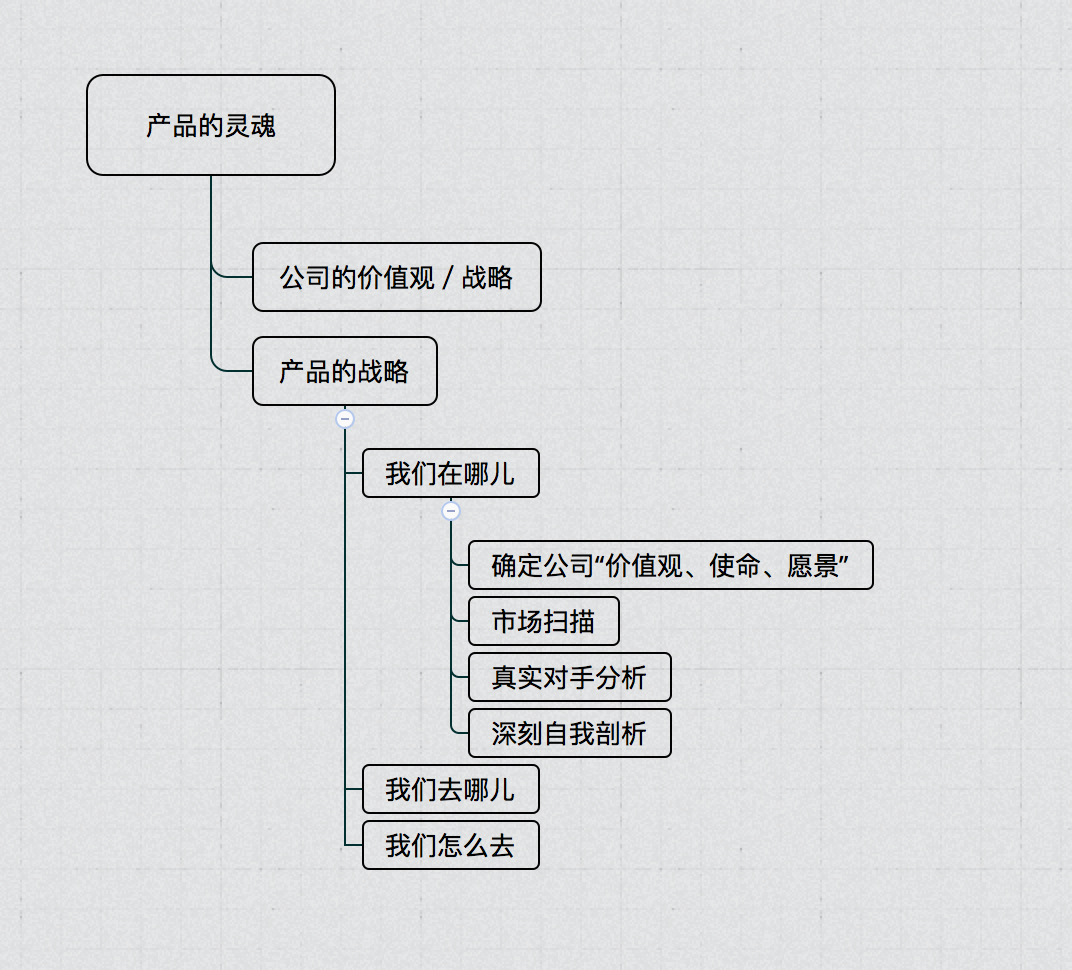 产品的灵魂
公司的价值观 / 战略
产品的战略
我们在哪儿
确定公司“价值观、使命、愿景”
市场扫描
真实对手分析
深刻自我剖析
我们去哪儿
我们怎么去